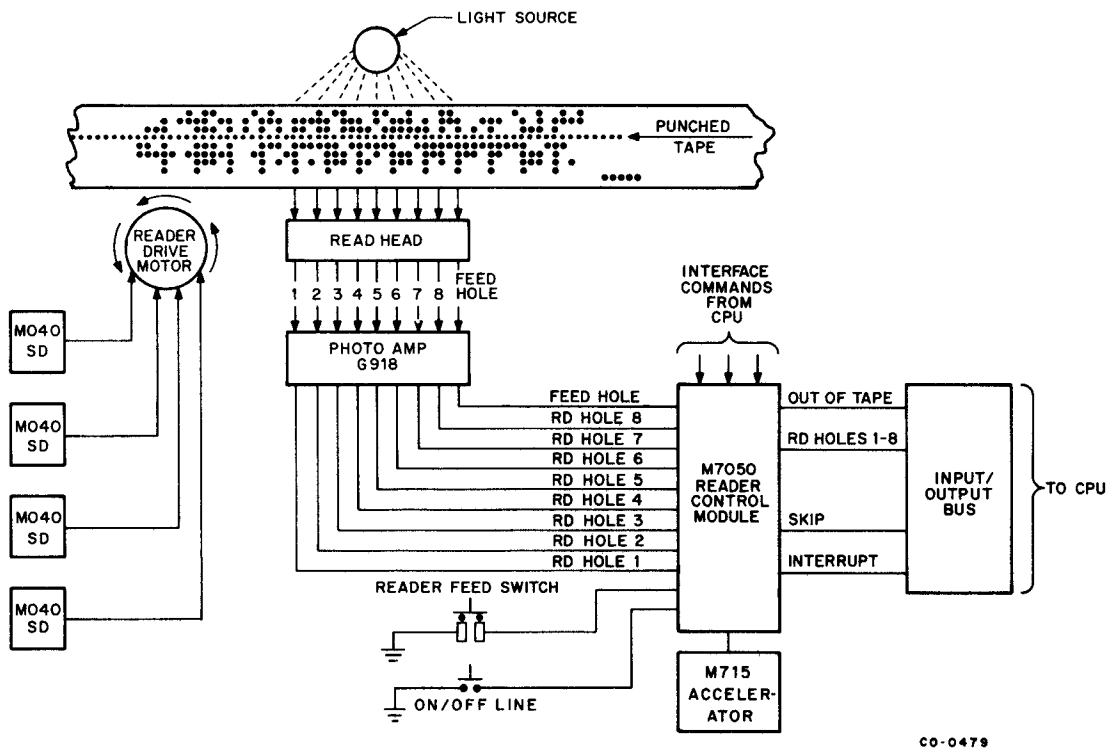 LIGHT SOURCE
PUNCHED
TAPE
READER
DRIVE
MOTOR
READ HEAD
1 2 3 4 5 6 7 8 FEED
HOLE
PHOTO AMP
G918
INTERFACE
COMMANDS
FROM
CPU
M040
SD
M040
SD
M040
SD
M040
SD
FEED HOLE
RD HOLE 8
RD HOLE 7
RD HOLE 6
RD HOLE 5
RD HOLE 4
RD HOLE 3
RD HOLE 2
RD HOLE 1
READER FEED SWITCH
ON/OFF LINE
M7050
READER
CONTROL
MODULE
M715
ACCELER-
ATOR
OUT OF TAPE
RD HOLES 1-8
SKIP
INTERRUPT
INPUT/
OUTPUT
BUS
TO CPU
CO-0479